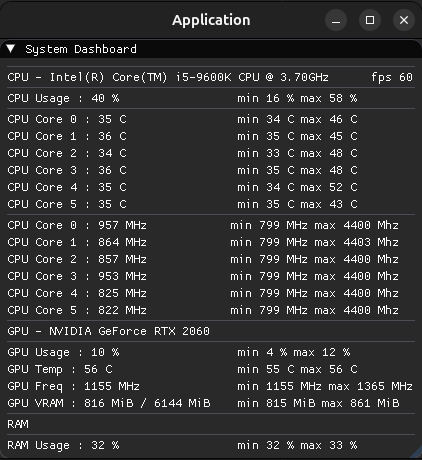 Application
System Dashboard
CPU - Intel(R) Core(TM) i5-9600K CPU @ 3.70GHz fps 60
CPU Usage : 40 % min 16 % max 58 %
CPU Core 0 : 35 C min 34 C max 46 C
CPU Core 1 : 36 C min 35 C max 45 C
CPU Core 2 : 34 C min 33 C max 48 C
CPU Core 3 : 36 C min 35 C max 48 C
CPU Core 4 : 35 C min 34 C max 52 C
CPU Core 5 : 35 C min 35 C max 43 C
CPU Core 0 : 957 MHz min 799 MHz max 4400 Mhz
CPU Core 1 : 864 MHz min 799 MHz max 4403 Mhz
CPU Core 2 : 857 MHz min 799 MHz max 4400 Mhz
CPU Core 3 : 953 MHz min 799 MHz max 4400 Mhz
CPU Core 4 : 825 MHz min 799 MHz max 4400 Mhz
CPU Core 5 : 822 MHz min 799 MHz max 4400 Mhz
GPU - NVIDIA GeForce RTX 2060
GPU Usage : 10 % min 4 % max 12 %
GPU Temp : 56 C min 55 C max 56 C
GPU Freq : 1155 MHz min 1155 MHz max 1365 MHz
GPU VRAM : 816 MiB / 6144 MiB min 815 MiB max 861 MiB
RAM
RAM Usage : 32 % min 32 % max 33 %